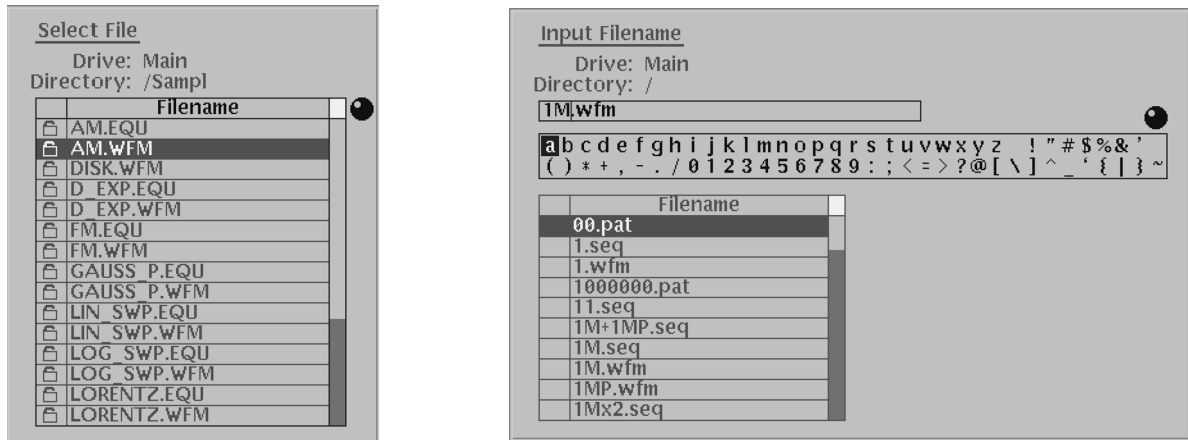 Select File
Drive: Main
Directory: /Sampl
Filename
AM.EQU
AM.WFM
DISK.WFM
D_EXP.EQU
D_EXP.WFM
FM.EQU
FM.WFM
GAUSS_P.EQU
GAUSS_P.WFM
LIN_SWP.EQU
LIN_SWP.WFM
LOG_SWP.EQU
LOG_SWP.WFM
LORENTZ.EQU
LORENTZ.WFM
Input Filename
Drive: Main
Directory: /
1M.wfm
a b c d e f g h i j k l m n o p q r s t u v w x y z   ! " # $ % & '
( ) * + , - . / 0 1 2 3 4 5 6 7 8 9 : ; < = > ? @ [ \ ] ^ _ ‘ { | } ~
Filename
00.pat
1.seq
1.wfm
1000000.pat
11.seq
1M+1MP.seq
1M.seq
1M.wfm
1MP.wfm
1Mx2.seq